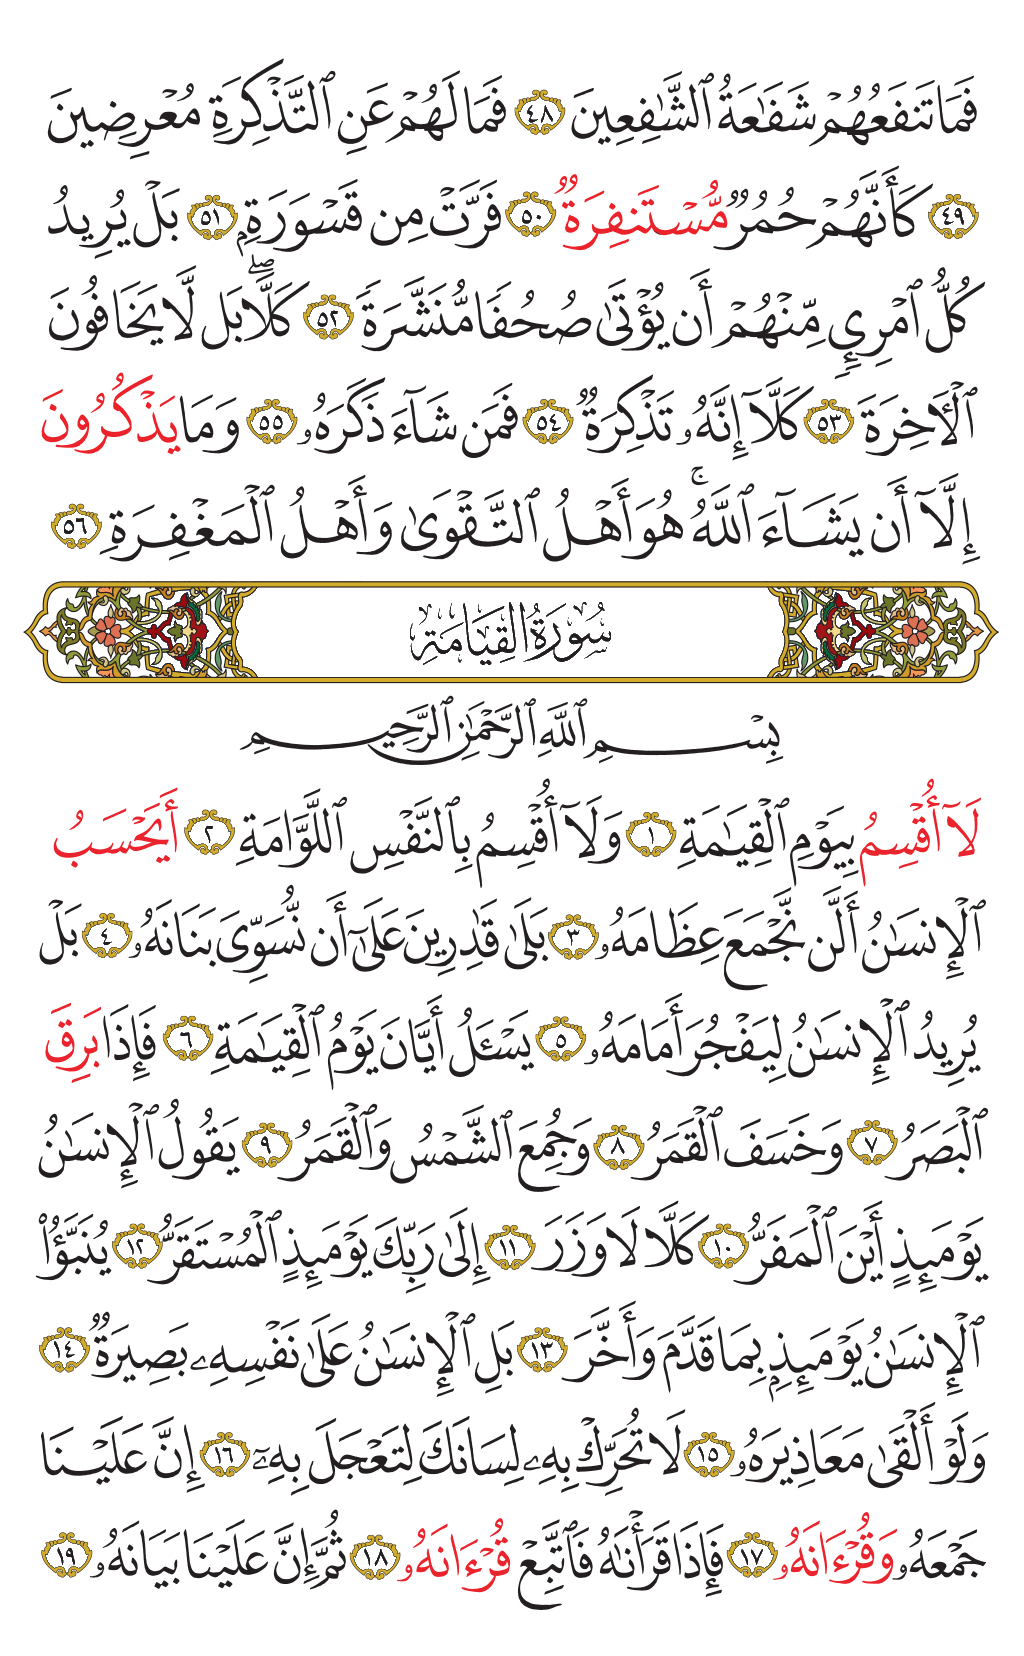 فَمَا تَنفَعُهُمْ شَفَـٰعَةُ ٱلشَّـٰفِعِينَ ٤٨ فَمَا لَهُمْ عَنِ ٱلتَّذْكِرَةِ مُعْرِضِينَ
٤٩ كَأَنَّهُمْ حُمُرٌ مُّسْتَنفِرَةٌ ٥٠ فَرَّتْ مِن قَسْوَرَةِۭ ٥١ بَلْ يُرِيدُ
كُلُّ ٱمْرِئٍ مِّنْهُمْ أَن يُؤْتَىٰ صُحُفًا مُّنَشَّرَةً ٥٢ كَلَّاۖ بَل لَّا يَخَافُونَ
ٱلْأَخِرَةَ ٥٣ كَلَّآ إِنَّهُۥ تَذْكِرَةٌ ٥٤ فَمَن شَآءَ ذَكَرَهُۥ ٥٥ وَمَا يَذْكُرُونَ
إِلَّآ أَن يَشَآءَ ٱللَّهُۚ هُوَ أَهْلُ ٱلتَّقْوَىٰ وَأَهْلُ ٱلْمَغْفِرَةِ ٥٦
سُورَةُ القِيَامَةِ
بِسْمِ ٱللَّهِ ٱلرَّحْمَـٰنِ ٱلرَّحِيمِ
لَآ أُقْسِمُ بِيَوْمِ ٱلْقِيَـٰمَةِ ١ وَلَآ أُقْسِمُ بِٱلنَّفْسِ ٱللَّوَّامَةِ ٢ أَيَحْسَبُ
ٱلْإِنسَـٰنُ أَلَّن نَّجْمَعَ عِظَامَهُۥ ٣ بَلَىٰ قَـٰدِرِينَ عَلَىٰٓ أَن نُّسَوِّىَ بَنَانَهُۥ ٤ بَلْ
يُرِيدُ ٱلْإِنسَـٰنُ لِيَفْجُرَ أَمَامَهُۥ ٥ يَسْـَٔلُ أَيَّانَ يَوْمُ ٱلْقِيَـٰمَةِ ٦ فَإِذَا بَرِقَ
ٱلْبَصَرُ ٧ وَخَسَفَ ٱلْقَمَرُ ٨ وَجُمِعَ ٱلشَّمْسُ وَٱلْقَمَرُ ٩ يَقُولُ ٱلْإِنسَـٰنُ
يَوْمَئِذٍ أَيْنَ ٱلْمَفَرُّ ١٠ كَلَّا لَا وَزَرَ ١١ إِلَىٰ رَبِّكَ يَوْمَئِذٍ ٱلْمُسْتَقَرُّ ١٢ يُنَبَّؤُا۟
ٱلْإِنسَـٰنُ يَوْمَئِذِۭ بِمَا قَدَّمَ وَأَخَّرَ ١٣ بَلِ ٱلْإِنسَـٰنُ عَلَىٰ نَفْسِهِۦ بَصِيرَةٌ ١٤
وَلَوْ أَلْقَىٰ مَعَاذِيرَهُۥ ١٥ لَا تُحَرِّكْ بِهِۦ لِسَانَكَ لِتَعْجَلَ بِهِۦٓ ١٦ إِنَّ عَلَيْنَا
جَمْعَهُۥ وَقُرْءَانَهُۥ ١٧ فَإِذَا قَرَأْنَـٰهُ فَٱتَّبِعْ قُرْءَانَهُۥ ١٨ ثُمَّ إِنَّ عَلَيْنَا بَيَانَهُۥ ١٩